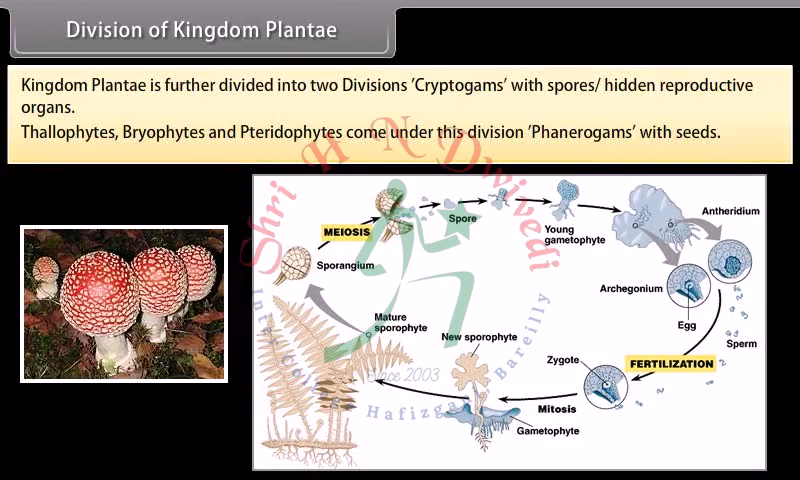 Division of Kingdom Plantae
Kingdom Plantae is further divided into two Divisions ’Cryptogams’ with spores/ hidden reproductive
organs.
Thallophytes, Bryophytes and Pteridophytes come under this division ’Phanerogams’ with seeds.
Shri H N Dwivedi
MEIOSIS
Spore
Young
gametophyte
Antheridium
Sporangium
Archegonium
Egg
Mature
sporophyte
New sporophyte
Sperm
Zygote
FERTILIZATION
since 2003
Mitosis
Gametophyte
Hafizganj, Bareilly